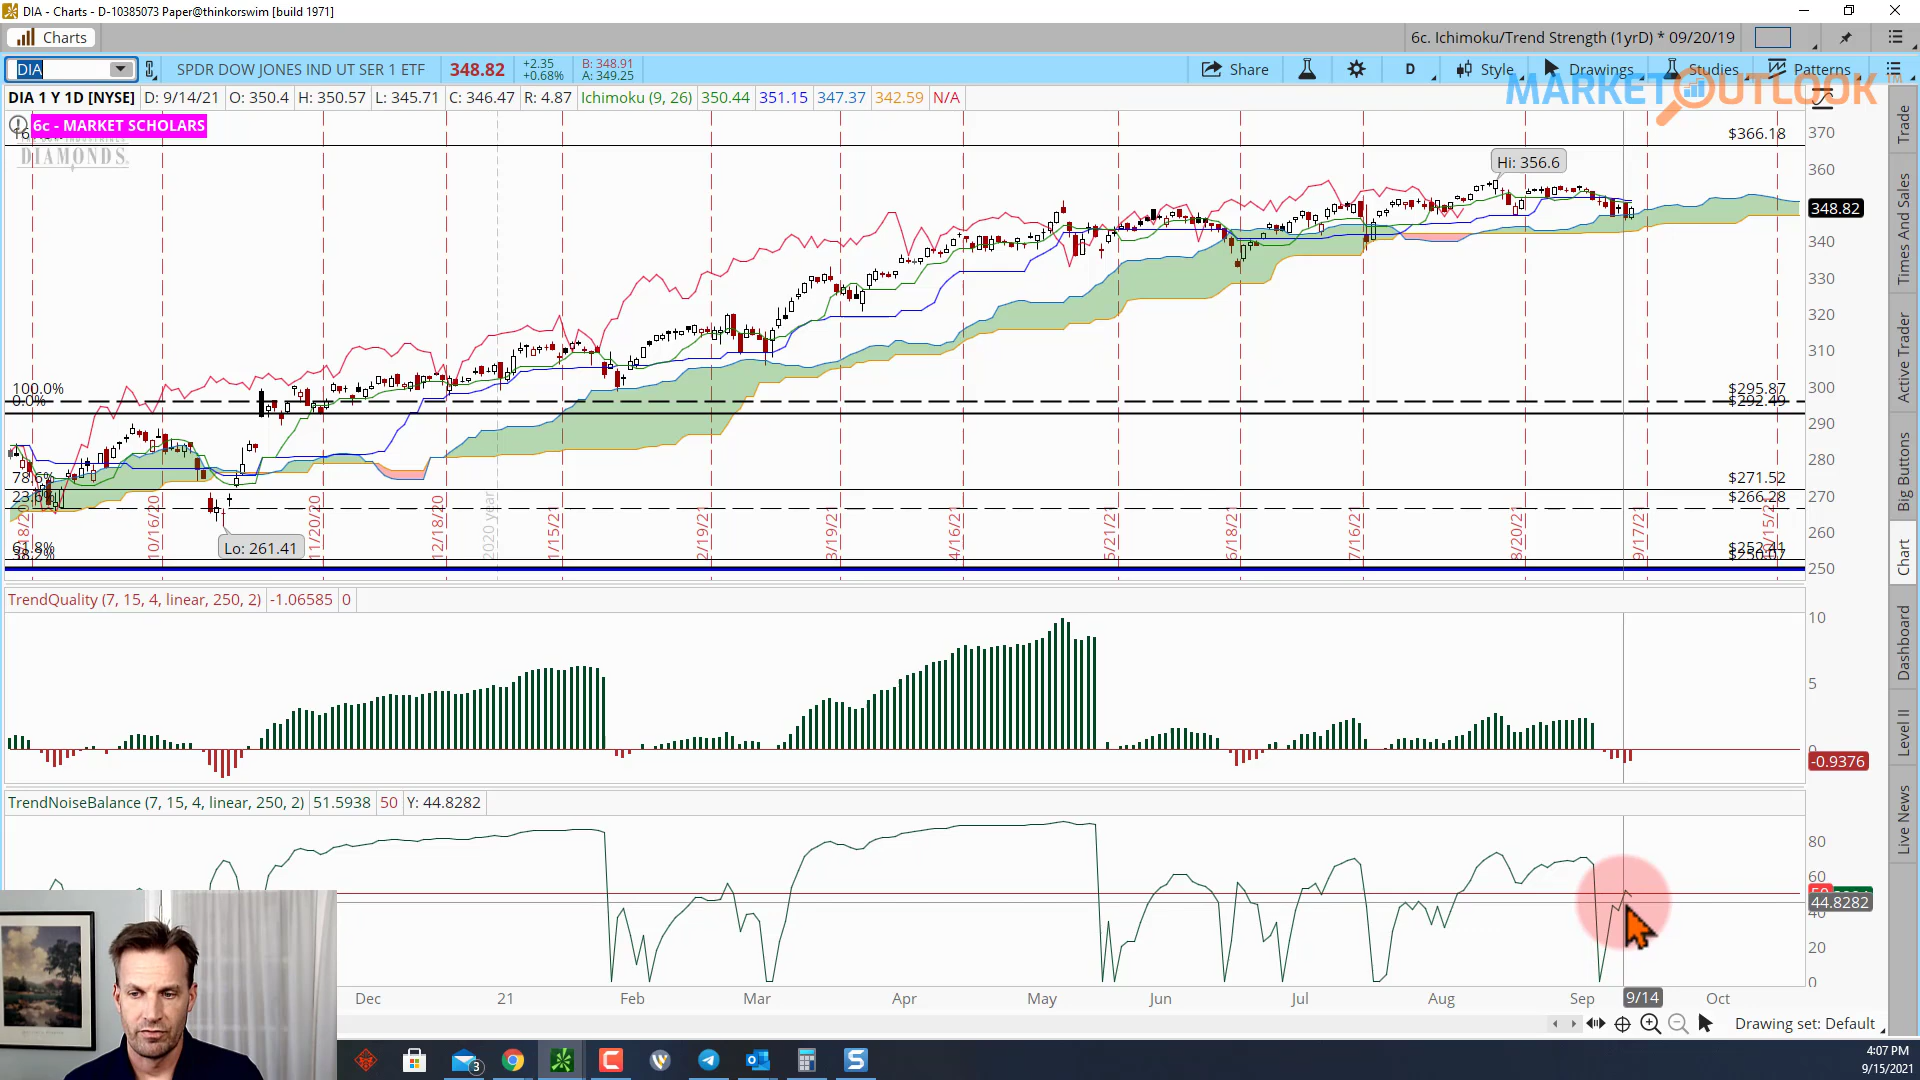 DIA - Charts - D-10385073 Paper@thinkorswim [build 1971]
Charts
6c. Ichimoku/Trend Strength (1yrD) * 09/20/19
DIA
SPDR DOW JONES IND UT SER 1 ETF
348.82
+2.35
+0.68%
B: 348.91
A: 349.25
Share
D
Style
Drawings
Studies
Patterns
MARKET OUTLOOK
DIA 1 Y 1D [NYSE]
D: 9/14/21
O: 350.4
H: 350.57
L: 345.71
C: 346.47
R: 4.87
Ichimoku (9, 26)
350.44
351.15
347.37
342.59
N/A
6c - MARKET SCHOLARS
DIAMONDS
$366.18
Hi: 356.6
370
360
348.82
340
330
320
310
300
290
280
270
260
250
100.0%
0.0%
78.6%
23.6%
61.8%
38.2%
$295.87
$292.49
$271.52
$266.28
$252.41
$250.07
Lo: 261.41
10/16/20
11/20/20
12/18/20
2020 year
1/15/21
2/19/21
3/19/21
4/16/21
5/21/21
6/18/21
7/16/21
8/20/21
9/17/21
TrendQuality (7, 15, 4, linear, 250, 2)
-1.06585
0
10
5
0
-0.9376
TrendNoiseBalance (7, 15, 4, linear, 250, 2)
51.5938
50
Y: 44.8282
80
60
44.8282
40
20
0
Dec
21
Feb
Mar
Apr
May
Jun
Jul
Aug
Sep
9/14
Oct
Drawing set: Default
Trade
Times And Sales
Active Trader
Big Buttons
Chart
Dashboard
Level II
Live News
3
4:07 PM
9/15/2021